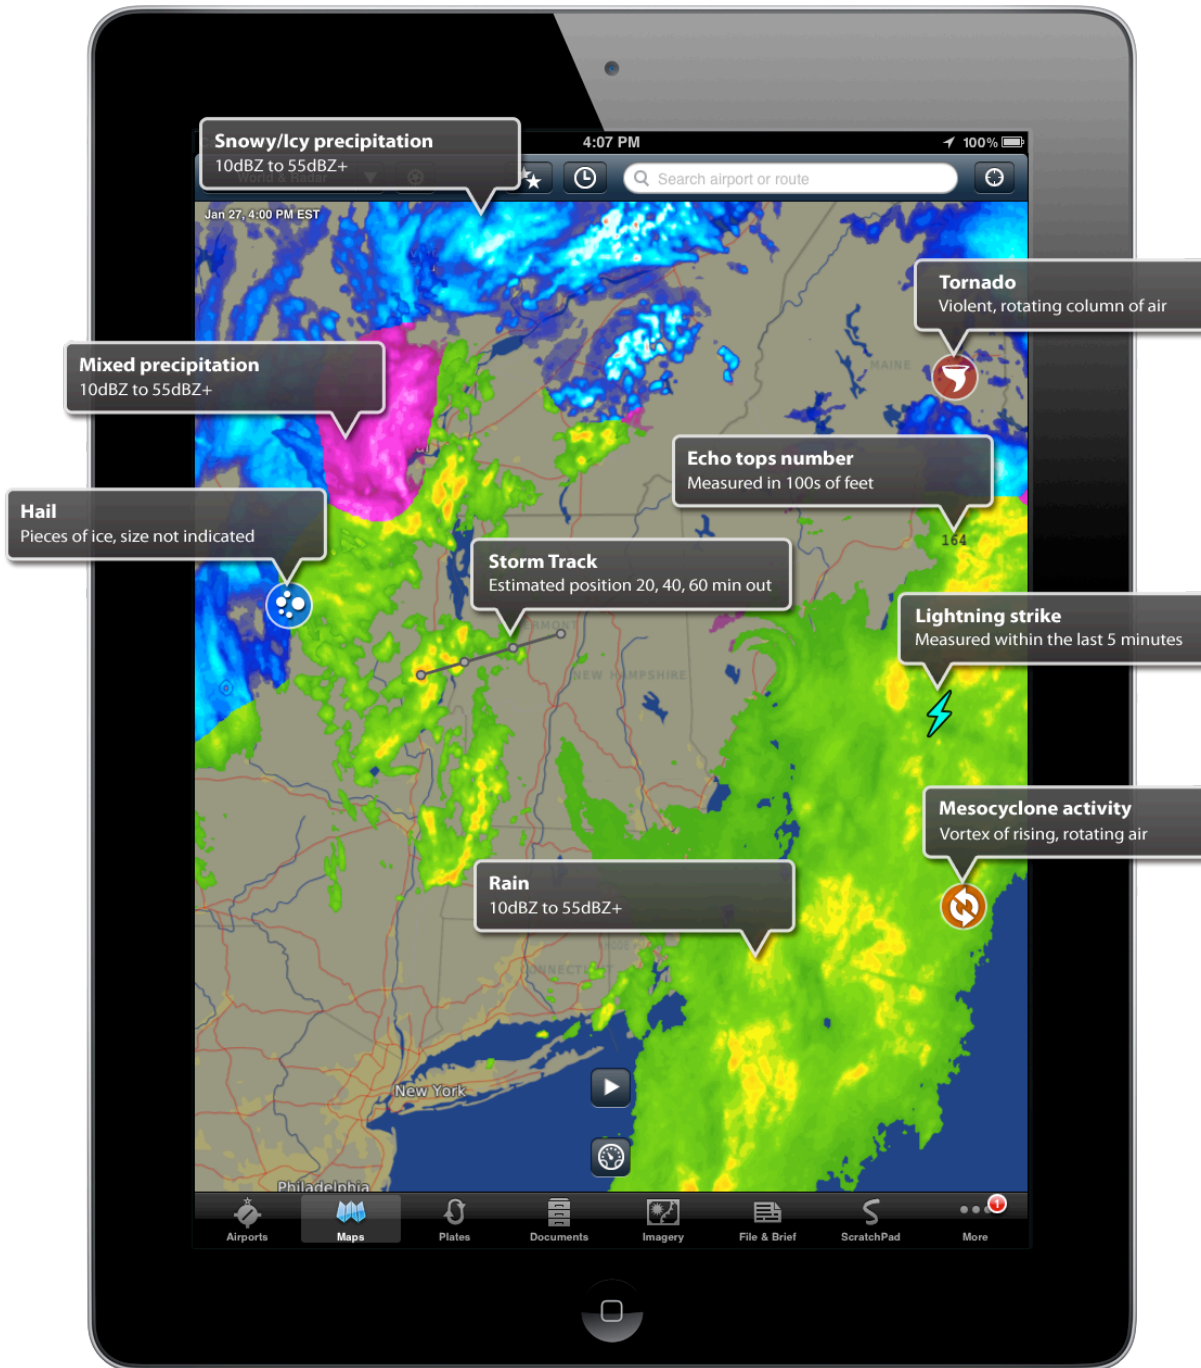 Snowy/Icy precipitation
10dBZ to 55dBZ+
4:07 PM
100%
World & Radar
Search airport or route
Jan 27, 4:00 PM EST
Tornado
Violent, rotating column of air
MAINE
Mixed precipitation
10dBZ to 55dBZ+
Echo tops number
Measured in 100s of feet
164
Hail
Pieces of ice, size not indicated
Storm Track
Estimated position 20, 40, 60 min out
VERMONT
NEW HAMPSHIRE
Lightning strike
Measured within the last 5 minutes
Mesocyclone activity
Vortex of rising, rotating air
Rain
10dBZ to 55dBZ+
CONNECTICUT
New York
Philadelphia
Airports
Maps
Plates
Documents
Imagery
File & Brief
ScratchPad
1
More